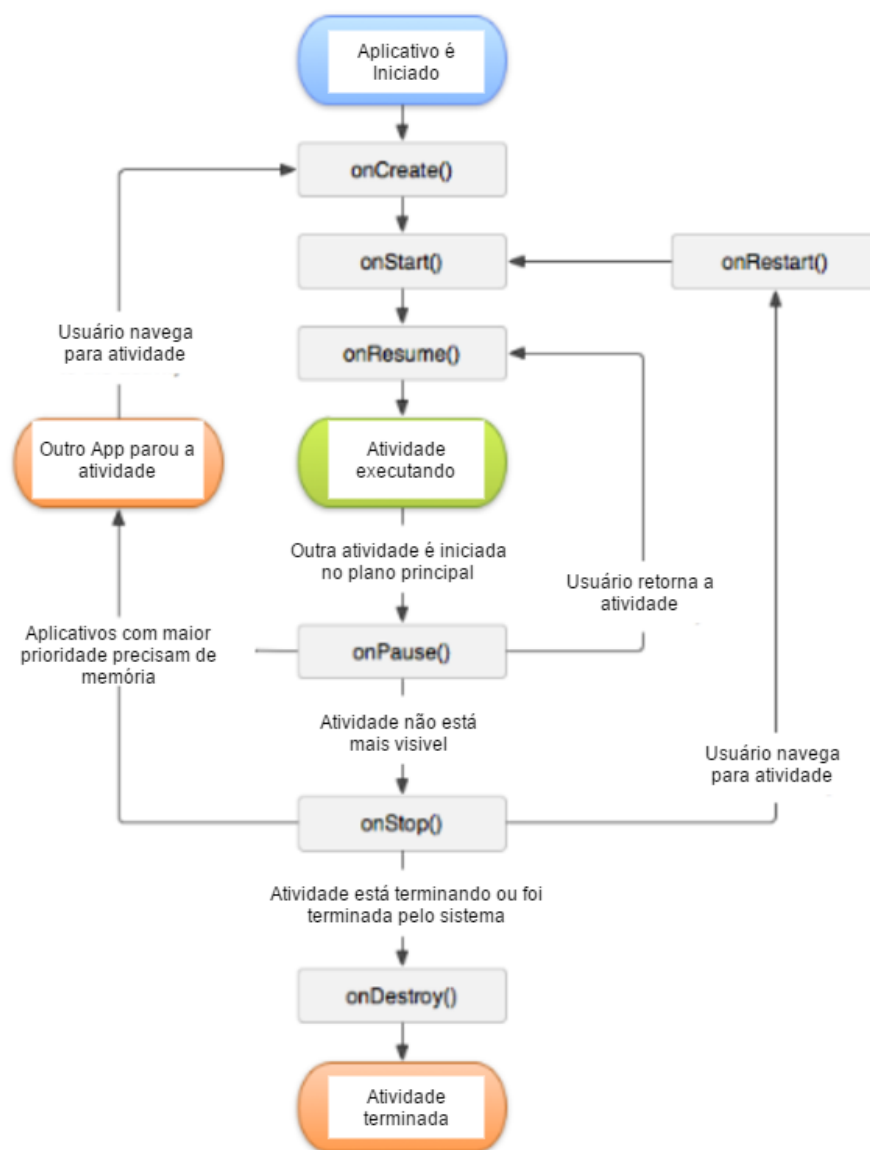 Aplicativo é
Iniciado
onCreate()
onStart()
onRestart()
Usuário navega
para atividade
onResume()
Outro App parou a
atividade
Atividade
executando
Outra atividade é iniciada
no plano principal
Usuário retorna a
atividade
Aplicativos com maior
prioridade precisam de
memória
onPause()
Atividade não está
mais visivel
Usuário navega
para atividade
onStop()
Atividade está terminando ou foi
terminada pelo sistema
onDestroy()
Atividade
terminada